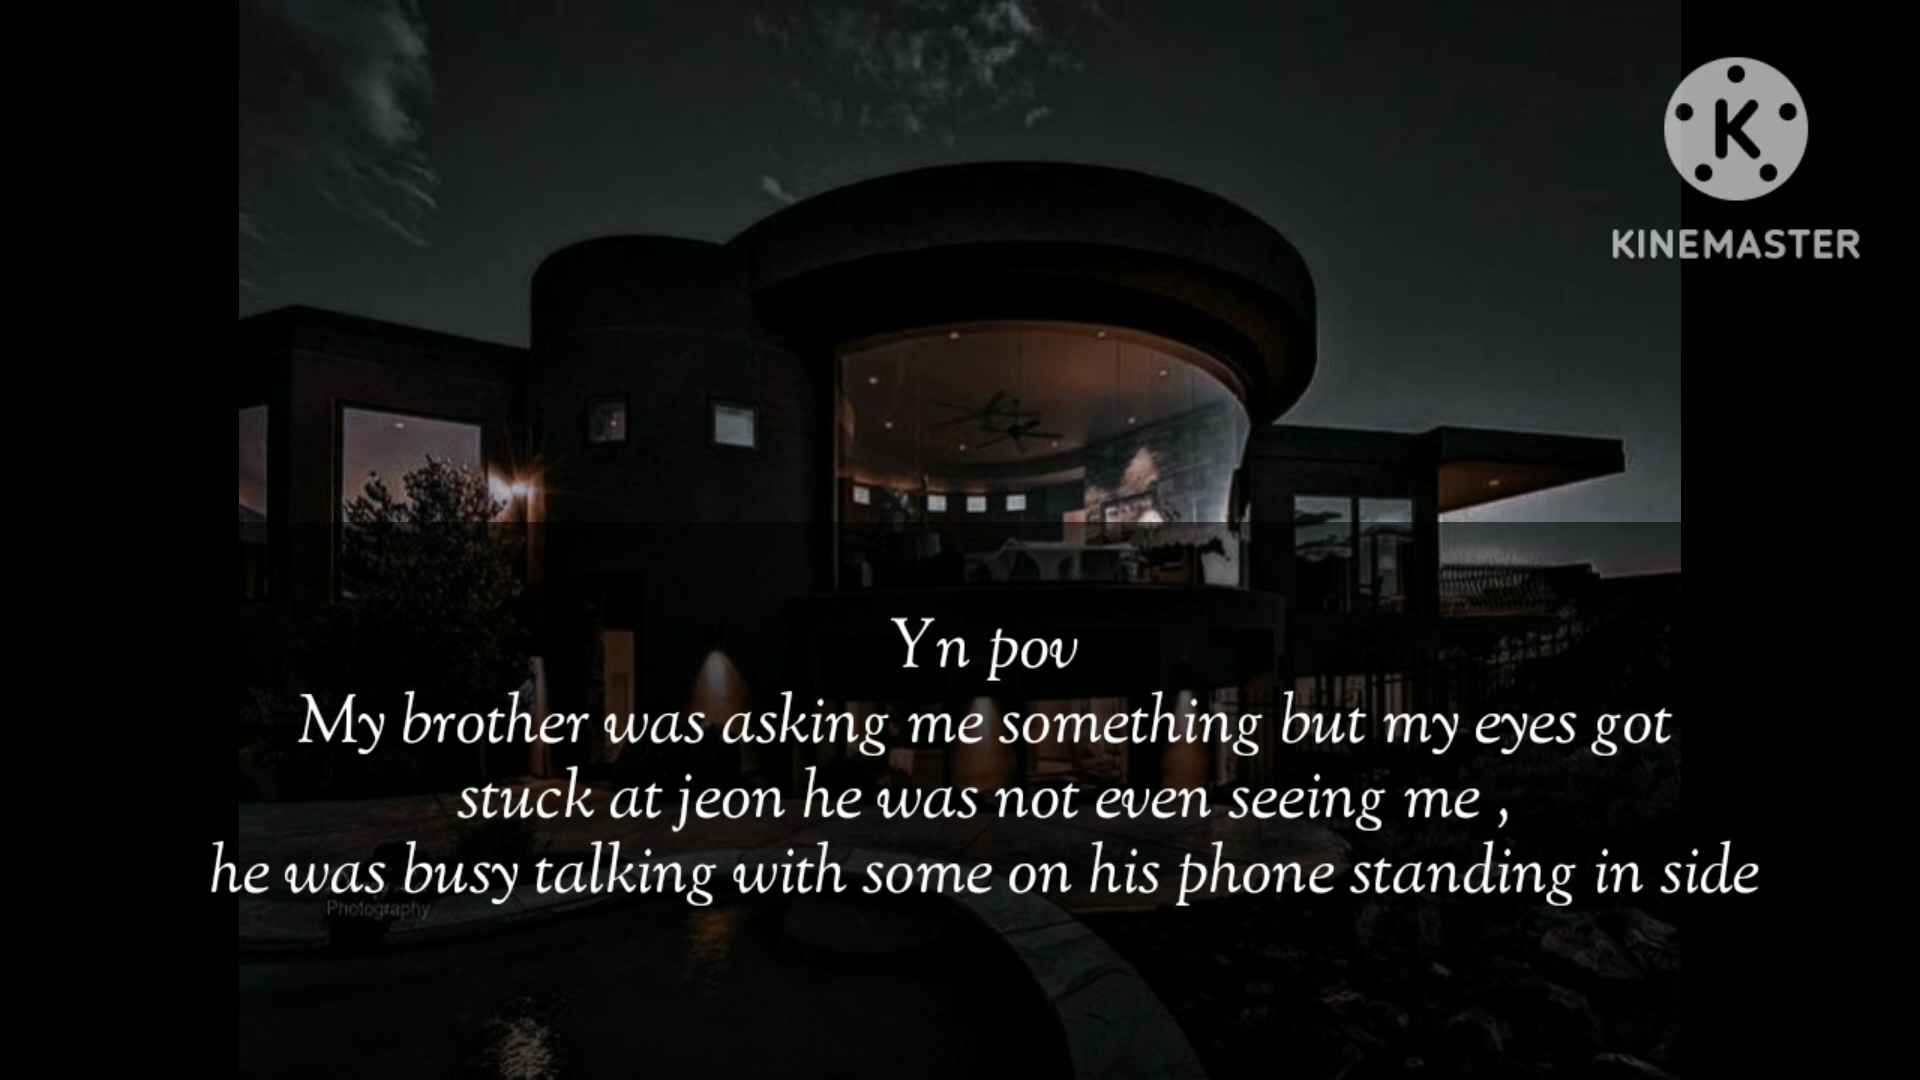 K
KINEMASTER
Yn pov
My brother was asking me something but my eyes got
stuck at jeon he was not even seeing me ,
he was busy talking with some on his phone standing in side
Photography